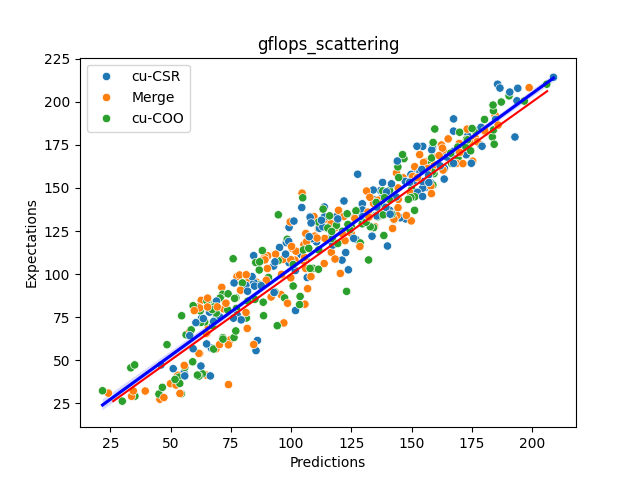 gflops_scattering
cu-CSR
Merge
cu-COO
Expectations
225
200
175
150
125
100
75
50
25
25 50 75 100 125 150 175 200
Predictions